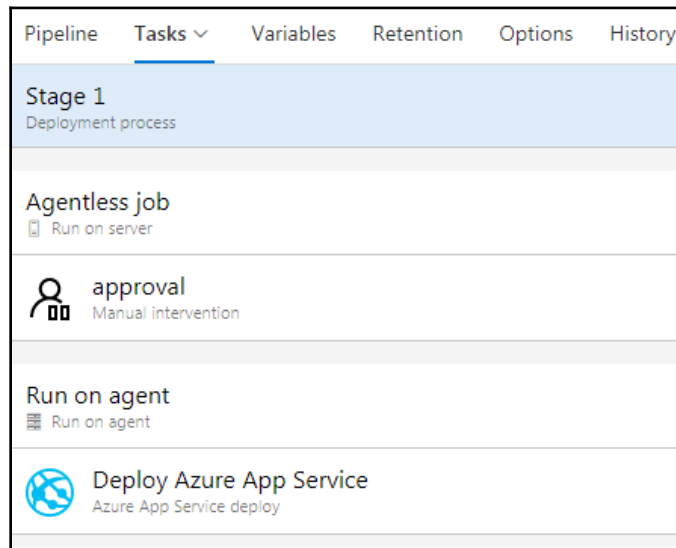 Pipeline Tasks Variables Retention Options History
Stage 1
Deployment process
Agentless job
Run on server
approval
Manual intervention
Run on agent
Run on agent
Deploy Azure App Service
Azure App Service deploy